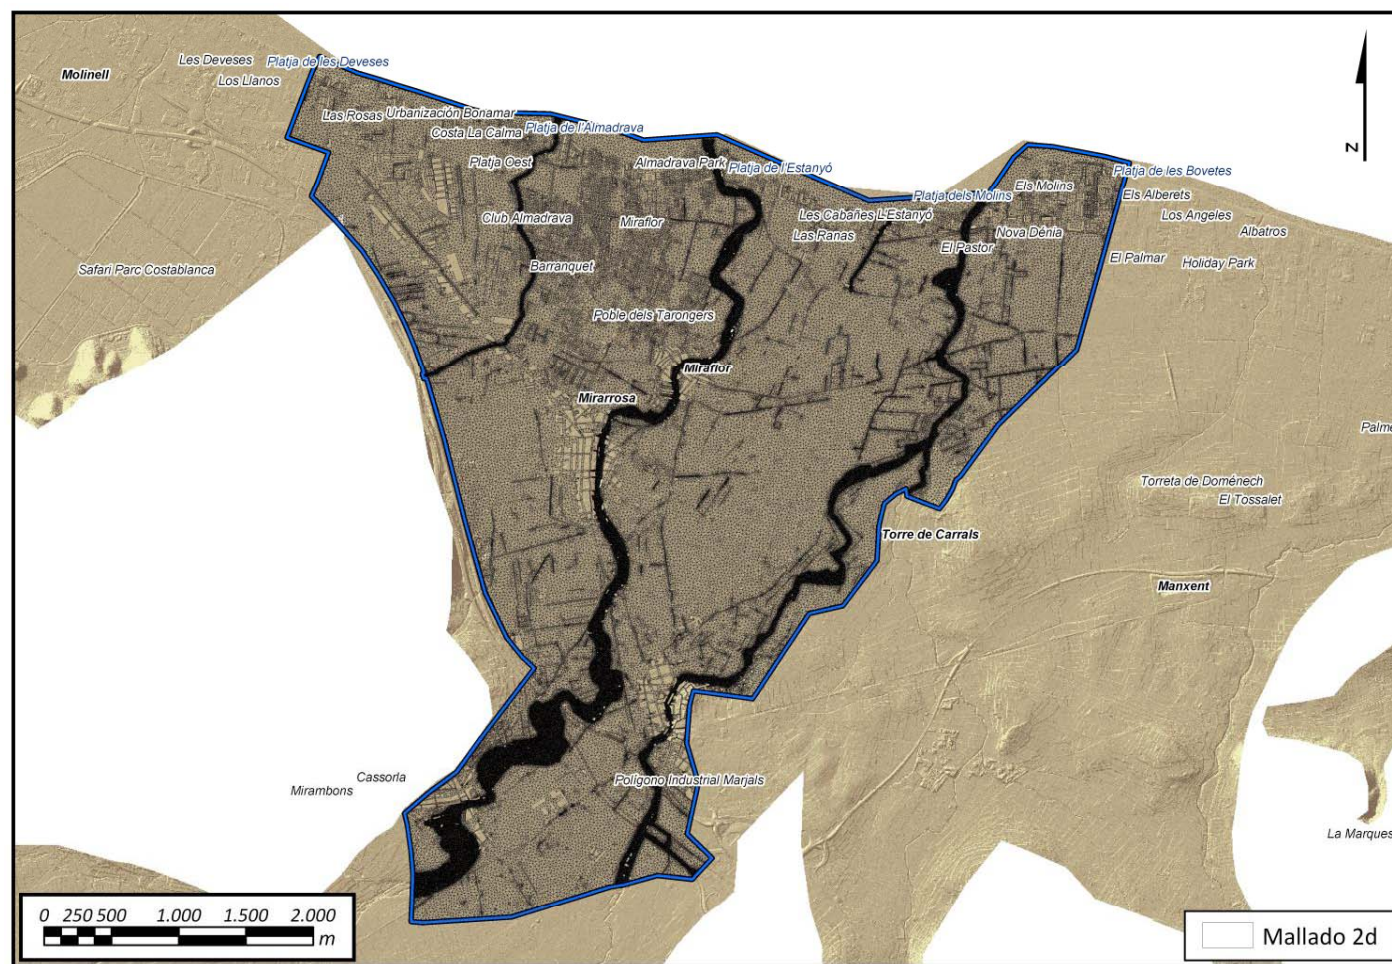 Les Deveses
Platja de les Deveses
Molinell
Los Llanos
Las Rosas
Urbanización Bonamar
Costa La Calma
Platja de l'Almadrava
Platja Oest
Almadrava Park
Platja de l'Estanyó
Platja de les Bovetes
Els Molins
Platja dels Molins
Els Alberets
Club Almadrava
Miraflor
Les Cabañes L'Estanyó
Los Angeles
Las Ranas
Nova Dénia
Albatros
El Pastor
El Palmar
Holiday Park
Safari Parc Costablanca
Barranquet
Poble dels Tarongers
Miraflor
Mirarrosa
Palme
Torreta de Doménech
El Tossalet
Torre de Carrals
Manxent
Cassorla
Polígono Industrial Marjals
Mirambons
La Marques
N
0 250 500 1.000 1.500 2.000
m
Mallado 2d